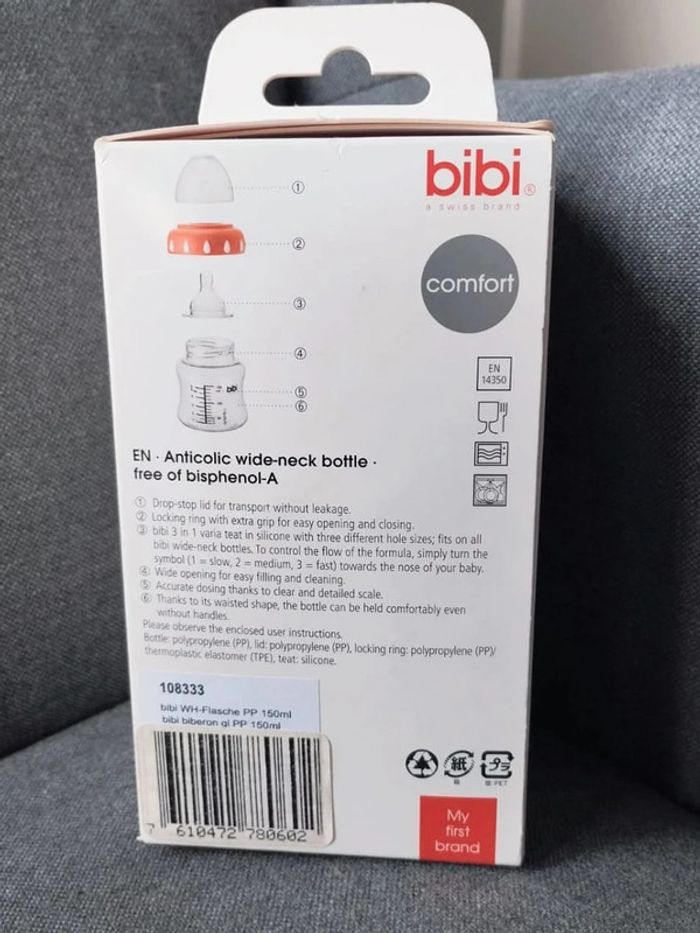 bibi®
a swiss brand
comfort
①
②
③
④
⑤
⑥
bibi
EN
14350
EN · Anticolic wide-neck bottle ·
free of bisphenol-A
① Drop-stop lid for transport without leakage.
② Locking ring with extra grip for easy opening and closing.
③ bibi 3 in 1 varia teat in silicone with three different hole sizes; fits on all
bibi wide-neck bottles. To control the flow of the formula, simply turn the
symbol (1 = slow, 2 = medium, 3 = fast) towards the nose of your baby.
④ Wide opening for easy filling and cleaning.
⑤ Accurate dosing thanks to clear and detailed scale.
⑥ Thanks to its waisted shape, the bottle can be held comfortably even
without handles.
Please observe the enclosed user instructions.
Bottle: polypropylene (PP), lid: polypropylene (PP), locking ring: polypropylene (PP)/
thermoplastic elastomer (TPE), teat: silicone.
108333
bibi WH-Flasche PP 150ml
bibi biberon gl PP 150ml
7 610472 780602
紙
プラ
My
first
brand